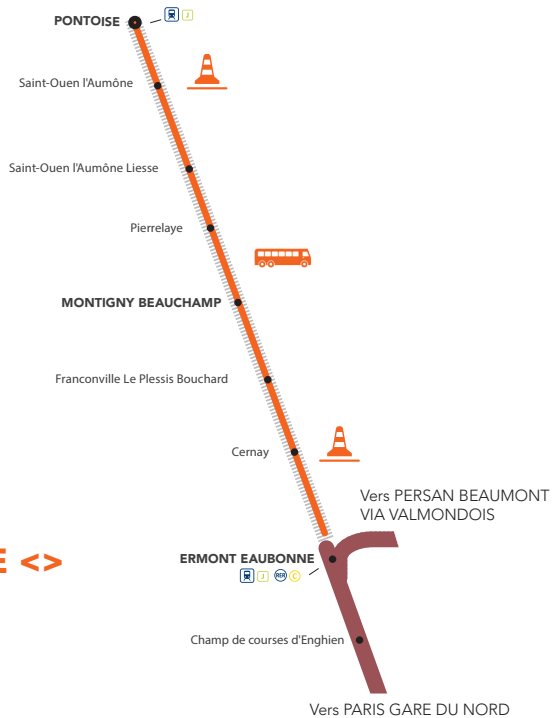 PONTOISE
J
Saint-Ouen l'Aumône
Saint-Ouen l'Aumône Liesse
Pierrelaye
MONTIGNY BEAUCHAMP
Franconville Le Plessis Bouchard
Cernay
Vers PERSAN BEAUMONT
VIA VALMONDOIS
E <>
ERMONT EAUBONNE
J RER C
Champ de courses d'Enghien
Vers PARIS GARE DU NORD